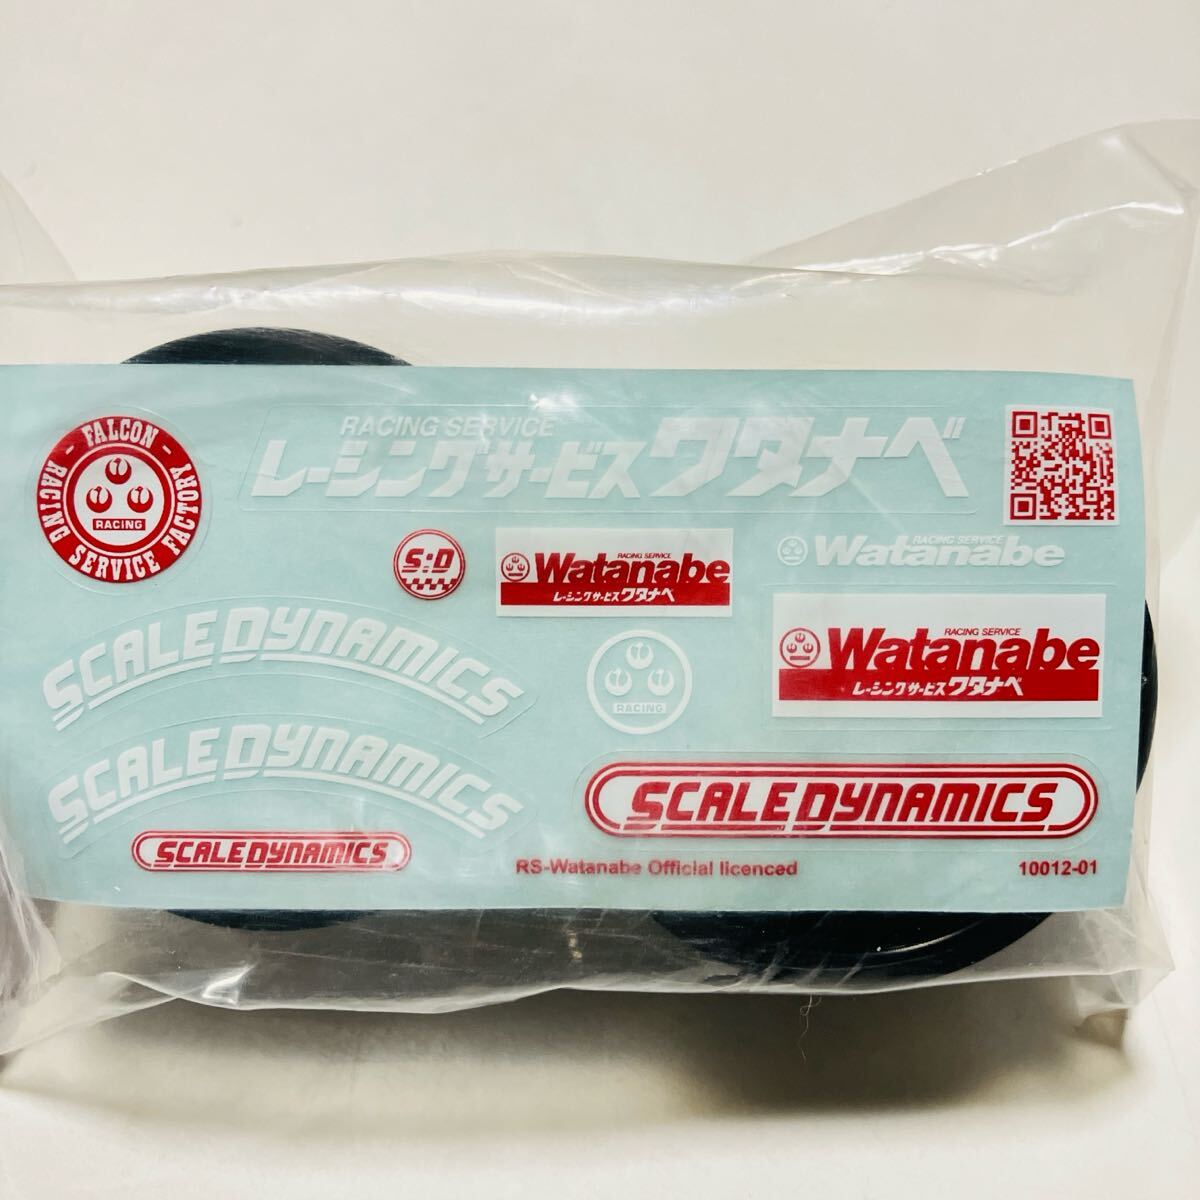 - FALCON -
RACING SERVICE FACTORY
RACING
RACING SERVICE
レーシングサービスワタナベ
S:D
RACING SERVICE
Watanabe
レーシングサービスワタナベ
RACING SERVICE
Watanabe
RACING SERVICE
Watanabe
レーシングサービスワタナベ
RACING
SCALEDYNAMICS
SCALEDYNAMICS
SCALEDYNAMICS
SCALEDYNAMICS
RS-Watanabe Official licenced
10012-01